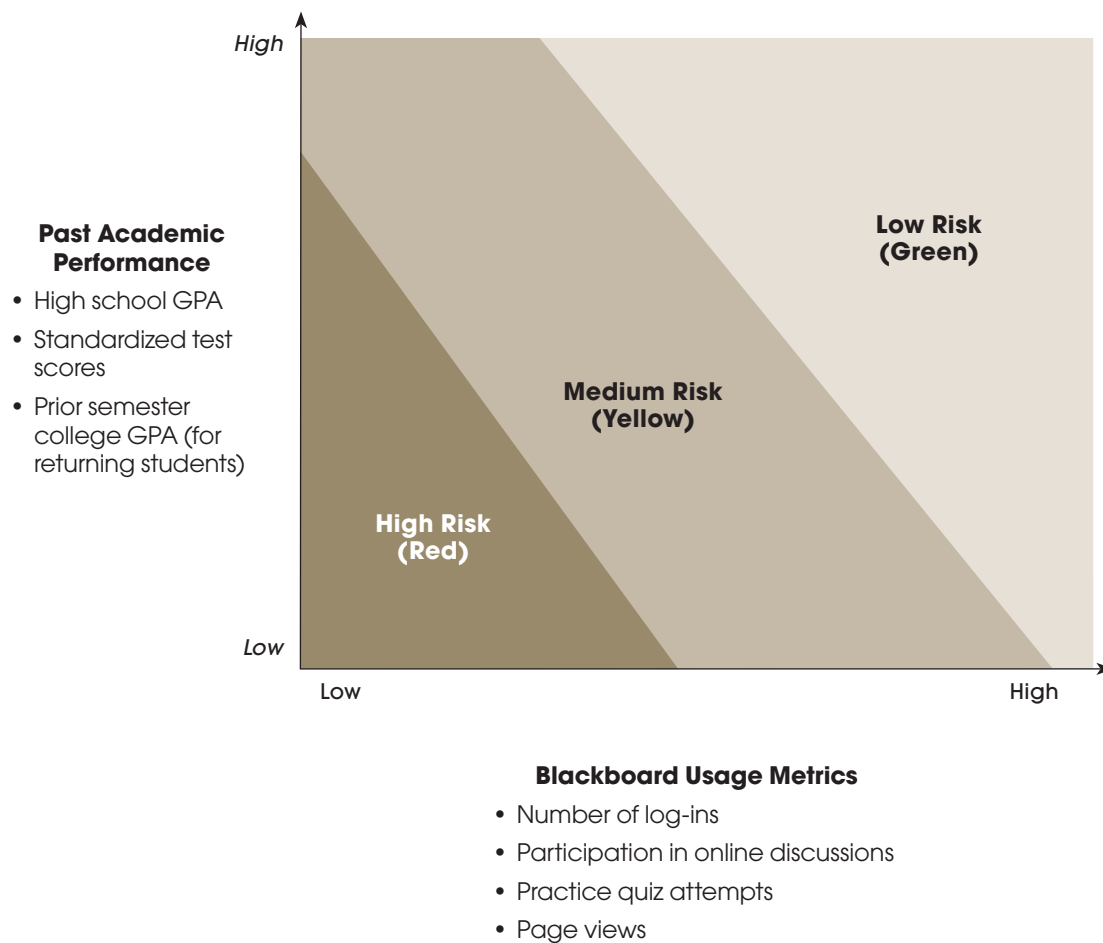 High
Past Academic
Performance
• High school GPA
• Standardized test
scores
• Prior semester
college GPA (for
returning students)
Low Risk
(Green)
Medium Risk
(Yellow)
High Risk
(Red)
Low
Low
High
Blackboard Usage Metrics
• Number of log-ins
• Participation in online discussions
• Practice quiz attempts
• Page views